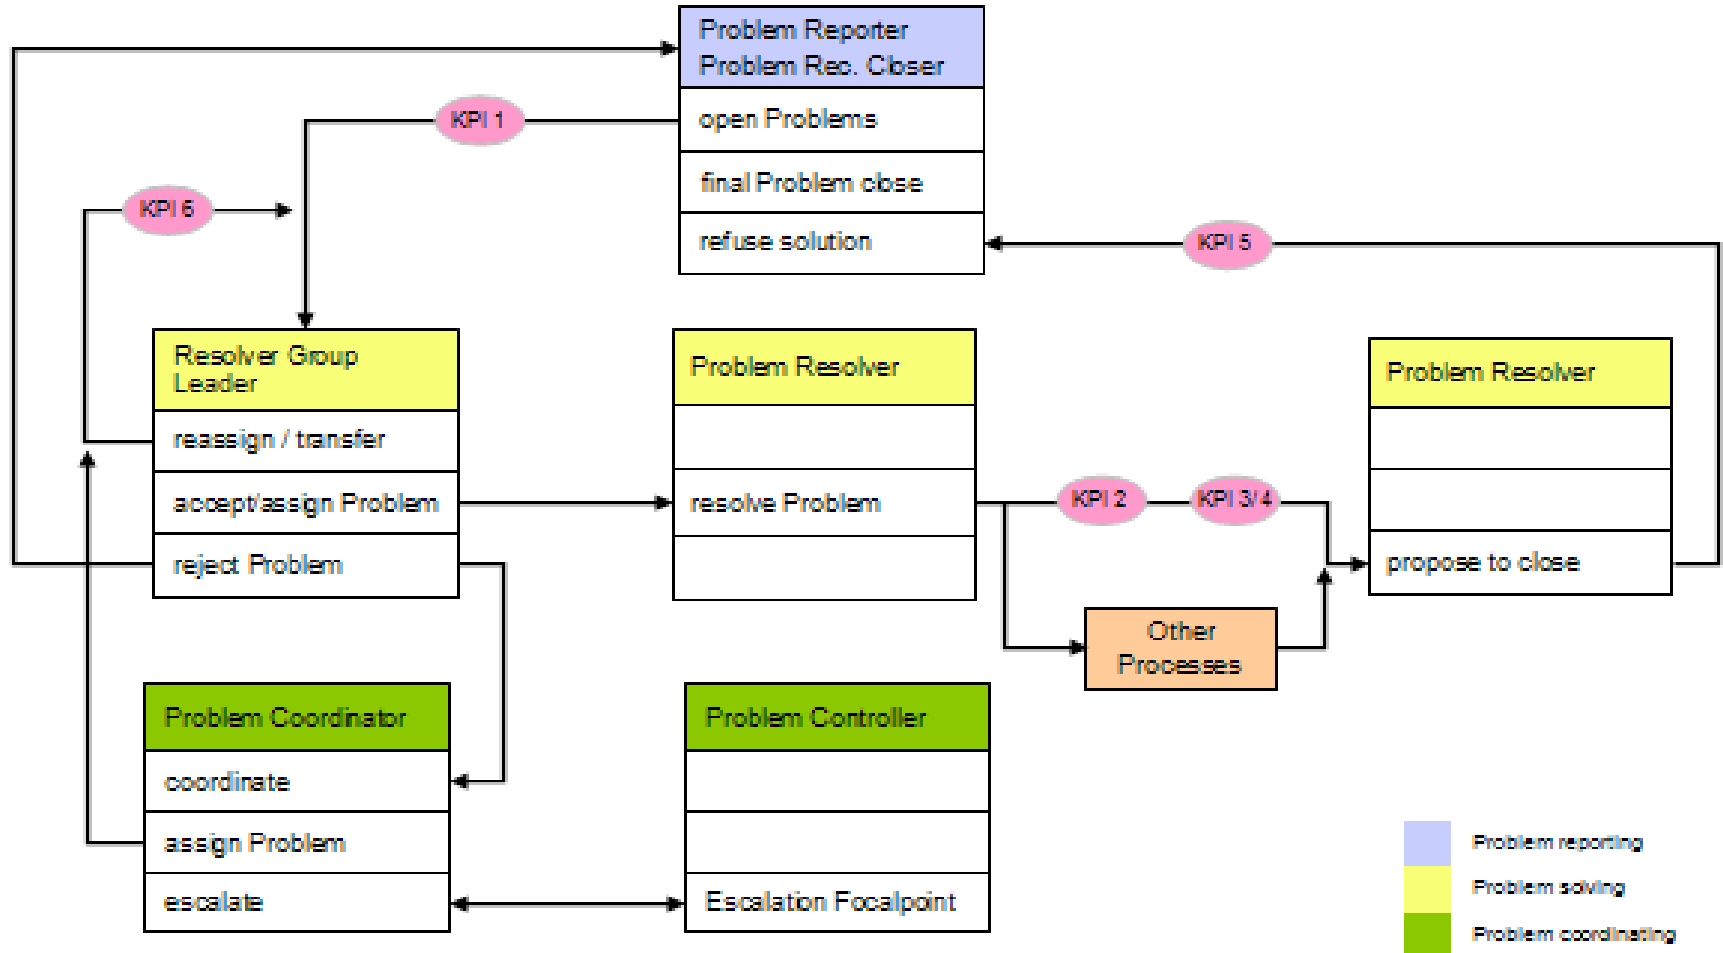 Problem Reporter
Problem Rec. Closer
open Problems
final Problem close
refuse solution
KPI 1
KPI 6
KPI 5
Resolver Group
Leader
reassign / transfer
accept/assign Problem
reject Problem
Problem Resolver
resolve Problem
KPI 2
KPI 3/4
Problem Resolver
propose to close
Other
Processes
Problem Coordinator
coordinate
assign Problem
escalate
Problem Controller
Escalation Focalpoint
Problem reporting
Problem solving
Problem coordinating